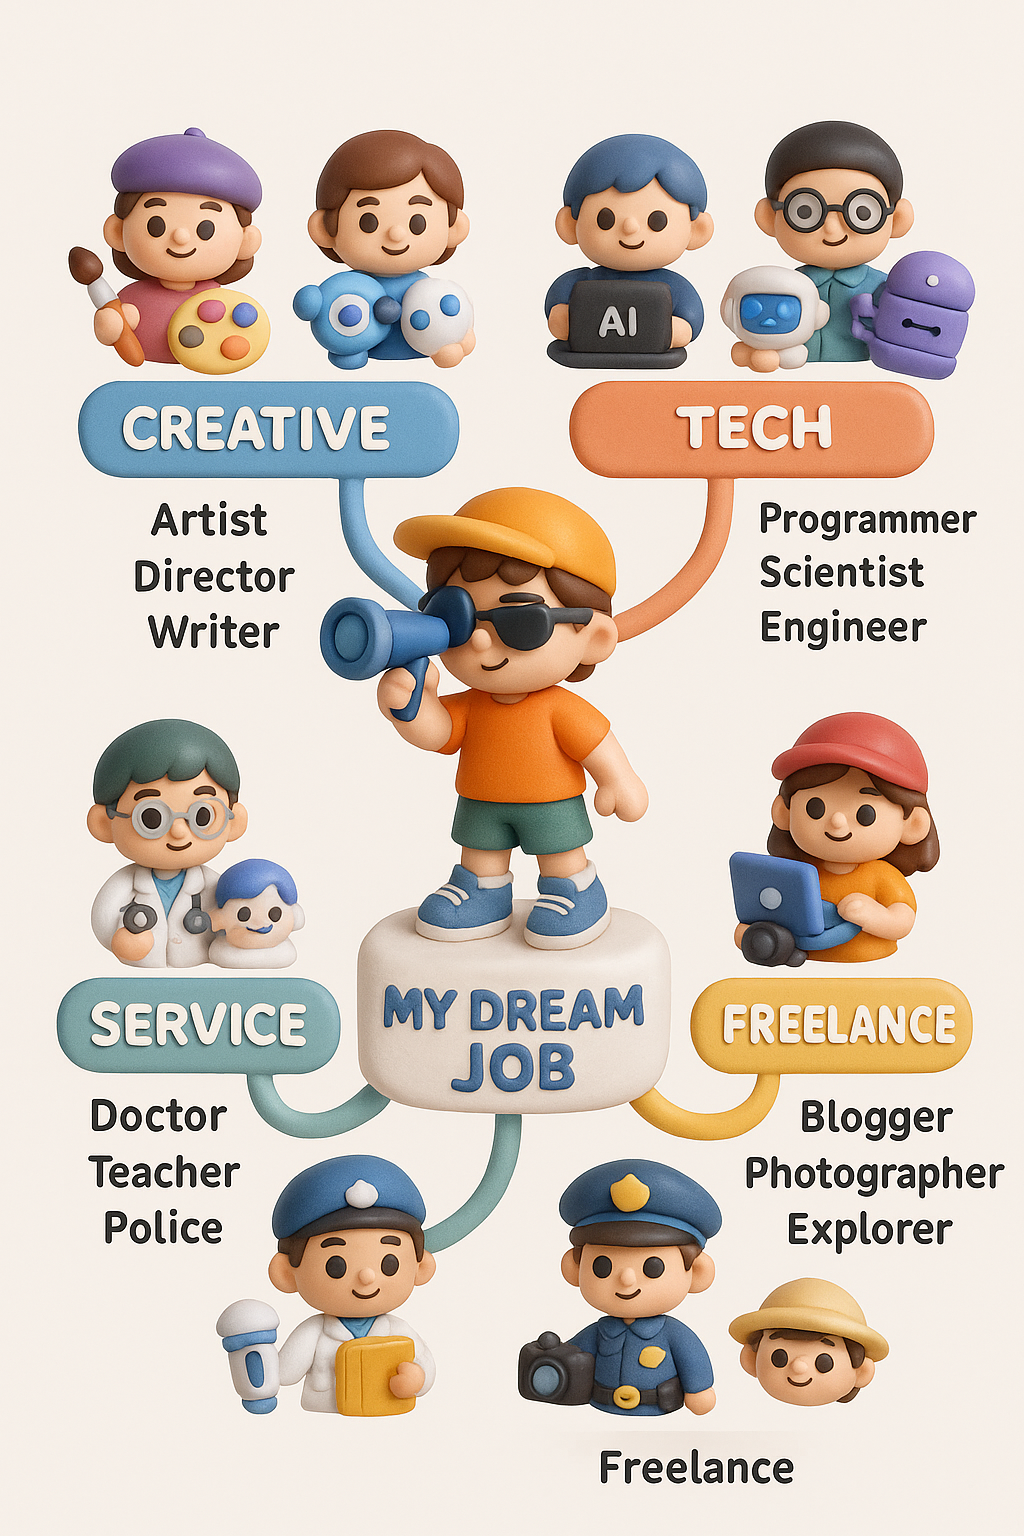 AI
CREATIVE
Artist
Director
Writer
TECH
Programmer
Scientist
Engineer
MY DREAM
JOB
SERVICE
Doctor
Teacher
Police
FREELANCE
Blogger
Photographer
Explorer
Freelance